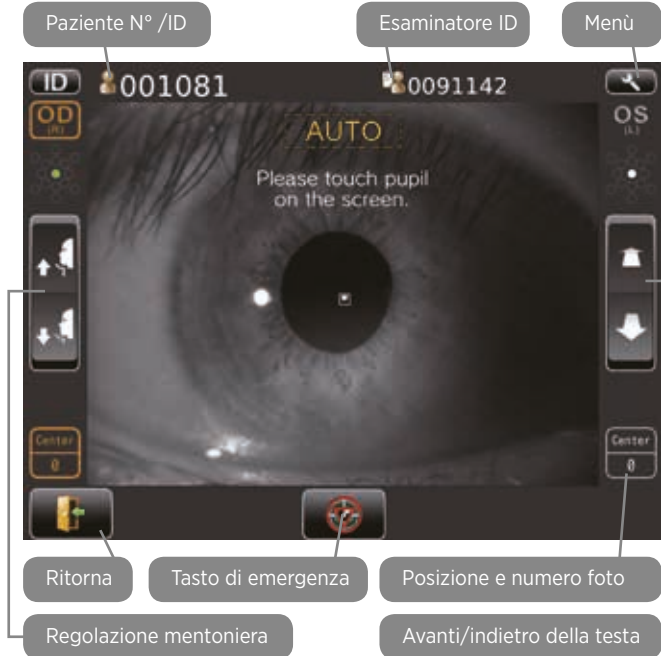 Paziente N° /ID
Esaminatore ID
Menù
ID
001081
0091142
OD
(R)
OS
(L)
AUTO
Please touch pupil
on the screen.
Center
0
Center
0
Ritorna
Tasto di emergenza
Posizione e numero foto
Regolazione mentoniera
Avanti/indietro della testa